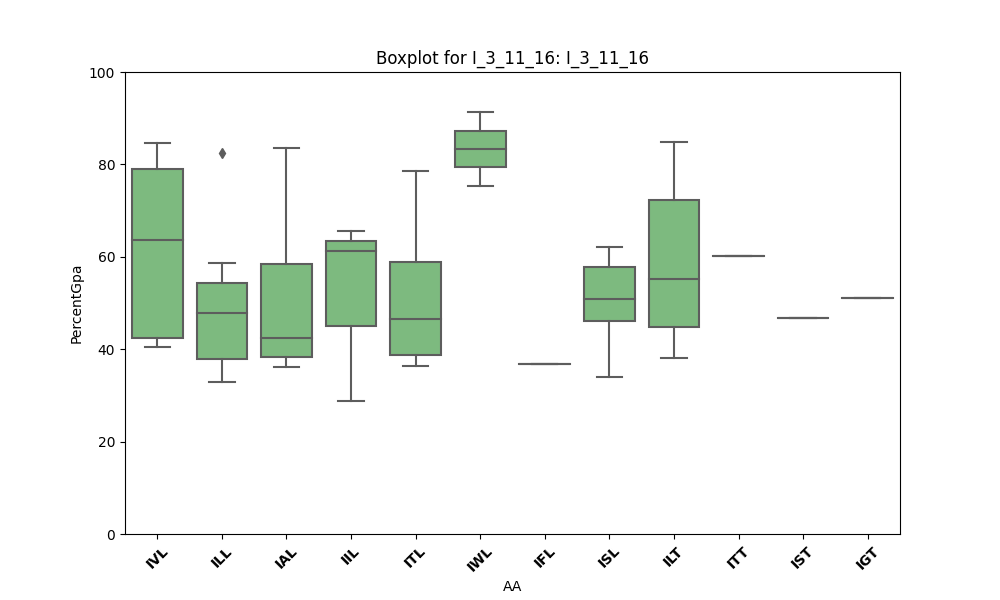 Boxplot for I_3_11_16: I_3_11_16
100
80
60
40
20
0
PercentGpa
IVL
ILL
IAL
IIL
ITL
IWL
IFL
ISL
ILT
ITT
IST
IGT
AA